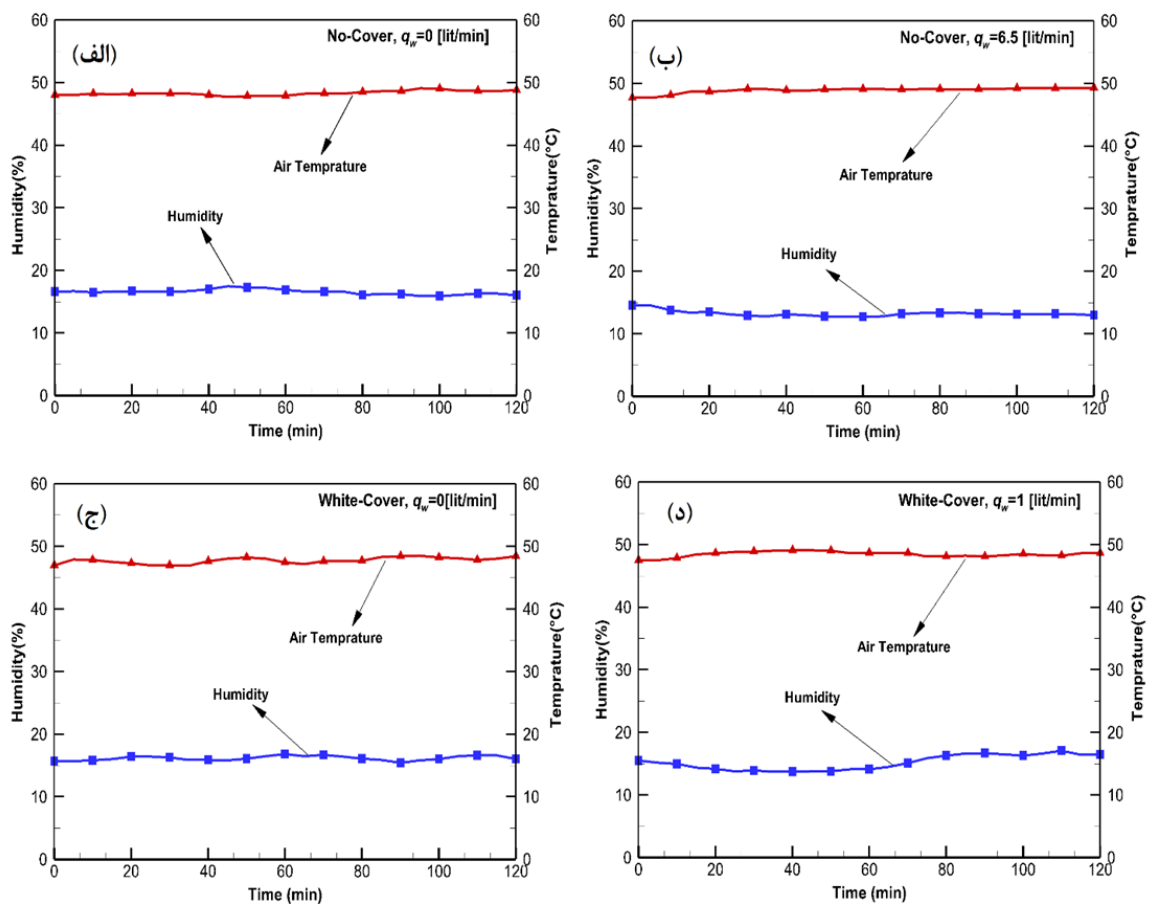 (الف)
No-Cover, qw=0 [lit/min]
60
50
40
30
20
10
0
Humidity(%)
60
50
40
30
20
10
0
Temprature(°C)
Air Temprature
Humidity
0 20 40 60 80 100 120
Time (min)
(ب)
No-Cover, qw=6.5 [lit/min]
60
50
40
30
20
10
0
Humidity(%)
60
50
40
30
20
10
0
Temprature(°C)
Air Temprature
Humidity
0 20 40 60 80 100 120
Time (min)
(ج)
White-Cover, qw=0[lit/min]
60
50
40
30
20
10
0
Humidity(%)
60
50
40
30
20
10
0
Temprature(°C)
Air Temprature
Humidity
0 20 40 60 80 100 120
Time (min)
(د)
White-Cover, qw=1 [lit/min]
60
50
40
30
20
10
0
Humidity(%)
60
50
40
30
20
10
0
Temprature(°C)
Air Temprature
Humidity
0 20 40 60 80 100 120
Time (min)